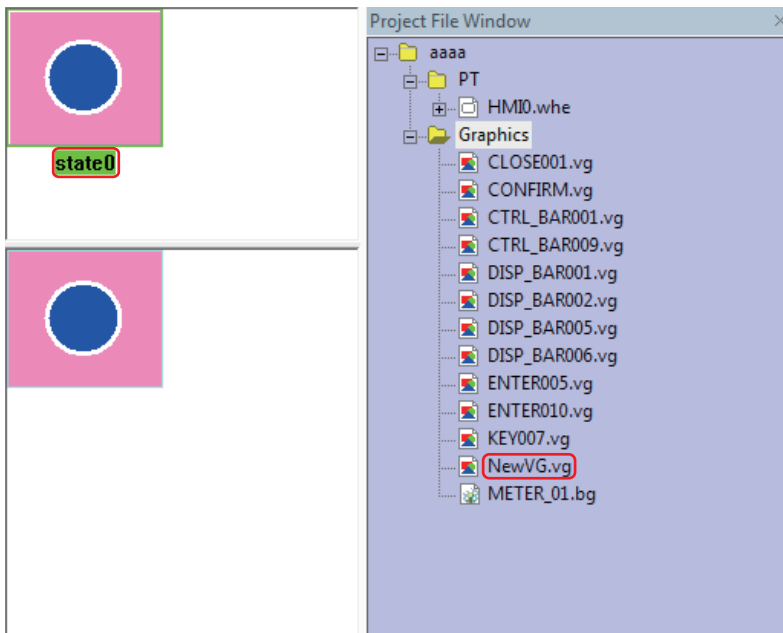 state0
Project File Window
aaaa
PT
HMI0.whe
Graphics
CLOSE001.vg
CONFIRM.vg
CTRL_BAR001.vg
CTRL_BAR009.vg
DISP_BAR001.vg
DISP_BAR002.vg
DISP_BAR005.vg
DISP_BAR006.vg
ENTER005.vg
ENTER010.vg
KEY007.vg
NewVG.vg
METER_01.bg